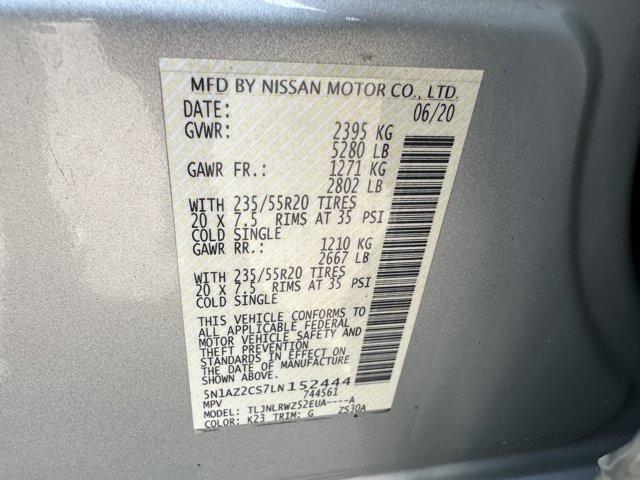 MFD BY NISSAN MOTOR CO., LTD.
DATE: 06/20
GVWR: 2395 KG
5280 LB
GAWR FR.: 1271 KG
2802 LB
WITH 235/55R20 TIRES
20 X 7.5 RIMS AT 35 PSI
COLD SINGLE
GAWR RR.: 1210 KG
2667 LB
WITH 235/55R20 TIRES
20 X 7.5 RIMS AT 35 PSI
COLD SINGLE
THIS VEHICLE CONFORMS TO
ALL APPLICABLE FEDERAL
MOTOR VEHICLE SAFETY AND
THEFT PREVENTION
STANDARDS IN EFFECT ON
THE DATE OF MANUFACTURE
5N1AZ2CS7LN152444
MPV 744561
MODEL: TLJNLRWZ52EUA----A
COLOR: K23 TRIM: G Z530A